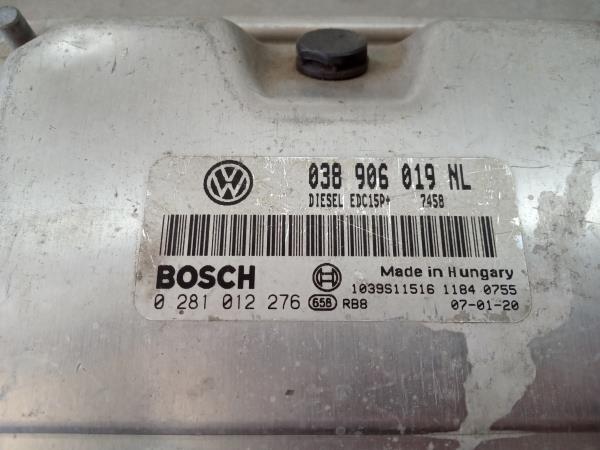 VW 038 906 019 NL
DIESEL EDC15P+ 7458
BOSCH Made in Hungary
1039S11516 1184 0755
0 281 012 276 658 RB8 07-01-20